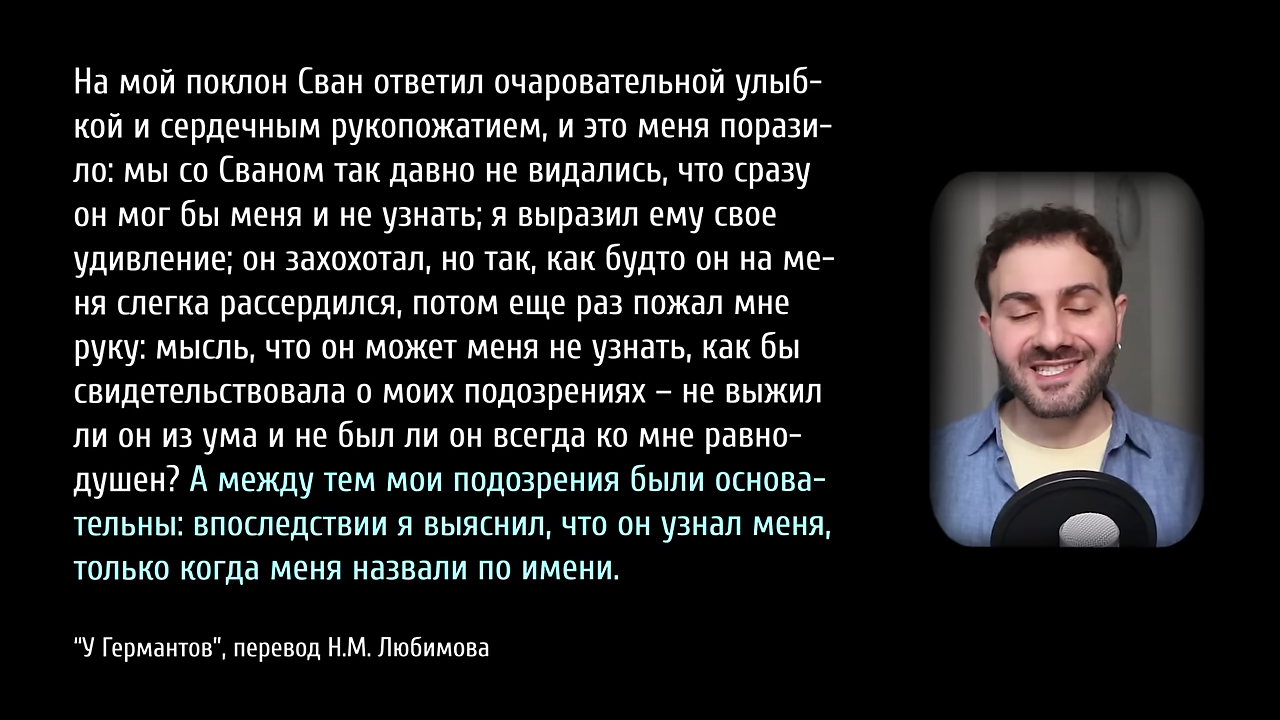 На мой поклон Сван ответил очаровательной улыб-
кой и сердечным рукопожатием, и это меня порази-
ло: мы со Сваном так давно не видались, что сразу
он мог бы меня и не узнать; я выразил ему свое
удивление; он захохотал, но так, как будто он на ме-
ня слегка рассердился, потом еще раз пожал мне
руку: мысль, что он может меня не узнать, как бы
свидетельствовала о моих подозрениях – не выжил
ли он из ума и не был ли он всегда ко мне равно-
душен? А между тем мои подозрения были основа-
тельны: впоследствии я выяснил, что он узнал меня,
только когда меня назвали по имени.
“У Германтов”, перевод Н.М. Любимова